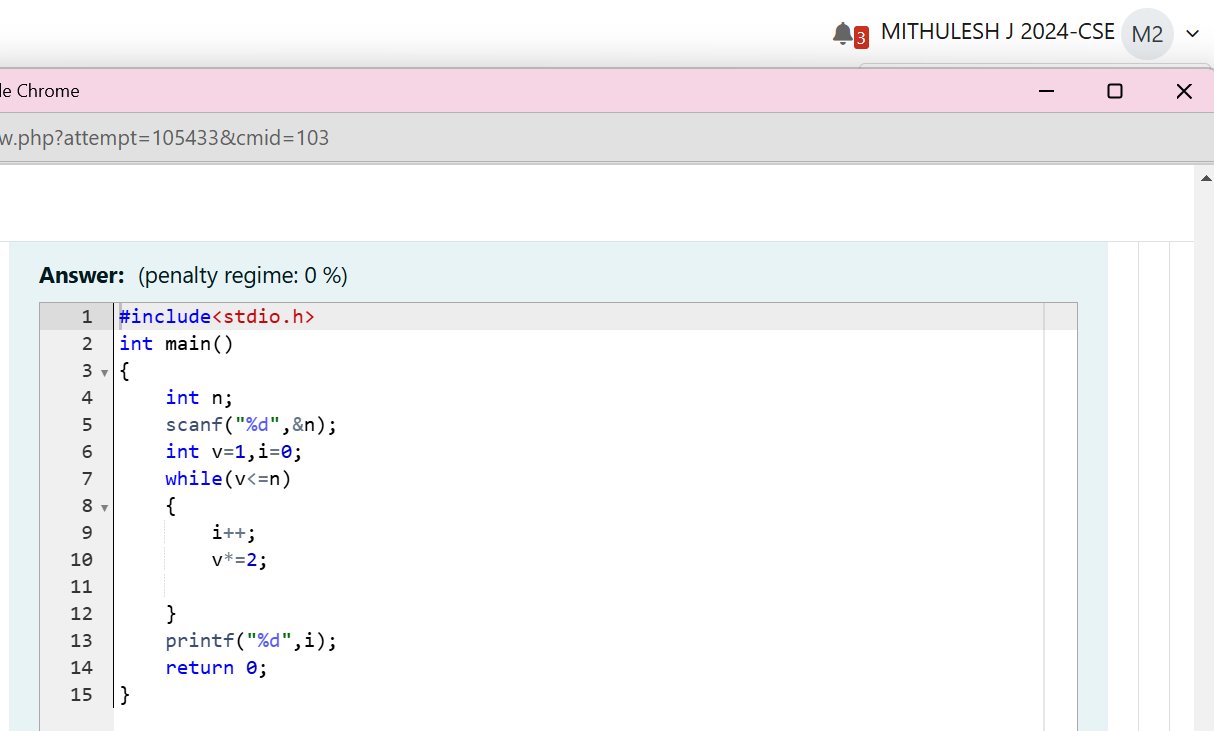 3 MITHULESH J 2024-CSE M2
le Chrome
w.php?attempt=105433&cmid=103
Answer: (penalty regime: 0 %)
1 #include<stdio.h>
2 int main()
3 {
4     int n;
5     scanf("%d",&n);
6     int v=1,i=0;
7     while(v<=n)
8     {
9         i++;
10         v*=2;
11
12     }
13     printf("%d",i);
14     return 0;
15 }